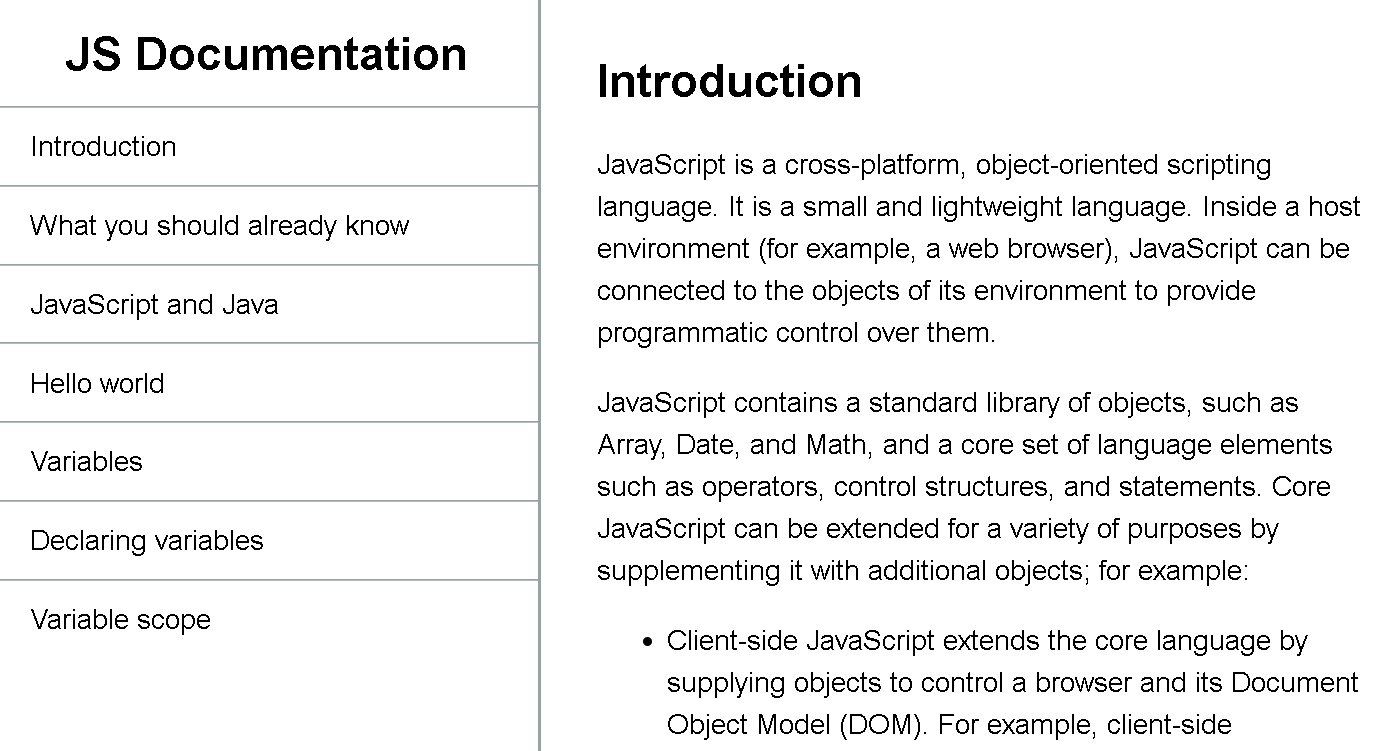 JS Documentation
Introduction
What you should already know
JavaScript and Java
Hello world
Variables
Declaring variables
Variable scope
Introduction
JavaScript is a cross-platform, object-oriented scripting
language. It is a small and lightweight language. Inside a host
environment (for example, a web browser), JavaScript can be
connected to the objects of its environment to provide
programmatic control over them.
JavaScript contains a standard library of objects, such as
Array, Date, and Math, and a core set of language elements
such as operators, control structures, and statements. Core
JavaScript can be extended for a variety of purposes by
supplementing it with additional objects; for example:
• Client-side JavaScript extends the core language by
supplying objects to control a browser and its Document
Object Model (DOM). For example, client-side